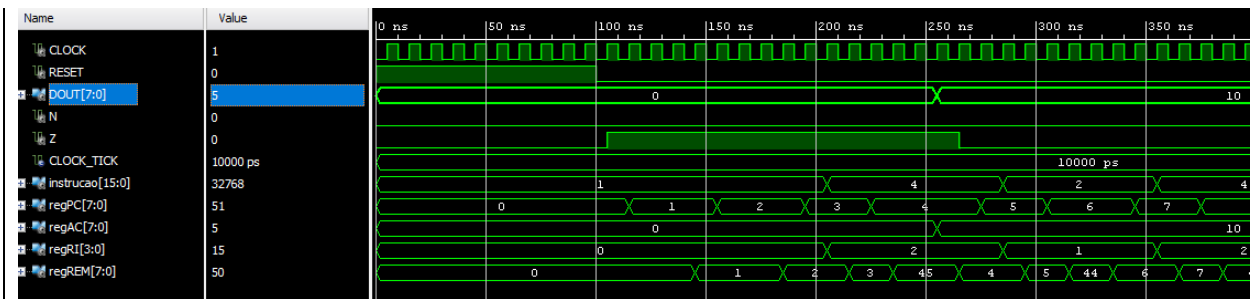 Name Value 0 ns 50 ns 100 ns 150 ns 200 ns 250 ns 300 ns 350 ns
CLOCK 1
RESET 0
DOUT[7:0] 5 0 10
N 0
Z 0
CLOCK_TICK 10000 ps 10000 ps
instrucao[15:0] 32768 1 4 2 4
regPC[7:0] 51 0 1 2 3 4 5 6 7
regAC[7:0] 5 0 10
regRI[3:0] 15 0 2 1 2
regREM[7:0] 50 0 1 2 3 45 4 5 44 6 7